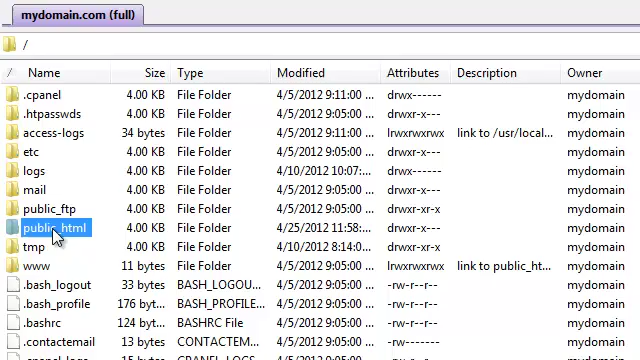 mydomain.com (full)
/
/ Name Size Type Modified Attributes Description Owner
.cpanel 4.00 KB File Folder 4/5/2012 9:11:00 ... drwx------ mydomain
.htpasswds 4.00 KB File Folder 4/5/2012 9:05:00 ... drwxr-x--- mydomain
access-logs 34 bytes File Folder 4/5/2012 9:11:00 ... lrwxrwxrwx link to /usr/local... mydomain
etc 4.00 KB File Folder 4/5/2012 9:05:00 ... drwxr-x--- mydomain
logs 4.00 KB File Folder 4/10/2012 10:07:... drwx------ mydomain
mail 4.00 KB File Folder 4/5/2012 9:05:00 ... drwxr-x--- mydomain
public_ftp 4.00 KB File Folder 4/5/2012 9:05:00 ... drwxr-xr-x mydomain
public_html 4.00 KB File Folder 4/25/2012 11:58:... drwxr-x--- mydomain
tmp 4.00 KB File Folder 4/10/2012 8:14:0... drwxr-xr-x mydomain
www 11 bytes File Folder 4/5/2012 9:05:00 ... lrwxrwxrwx link to public_ht... mydomain
.bash_logout 33 bytes BASH_LOGOU... 4/5/2012 9:05:00 ... -rw-r--r-- mydomain
.bash_profile 176 byt... BASH_PROFILE... 4/5/2012 9:05:00 ... -rw-r--r-- mydomain
.bashrc 124 byt... BASHRC File 4/5/2012 9:05:00 ... -rw-r--r-- mydomain
.contactemail 13 bytes CONTACTEM... 4/5/2012 9:05:00 ... -rw------- mydomain